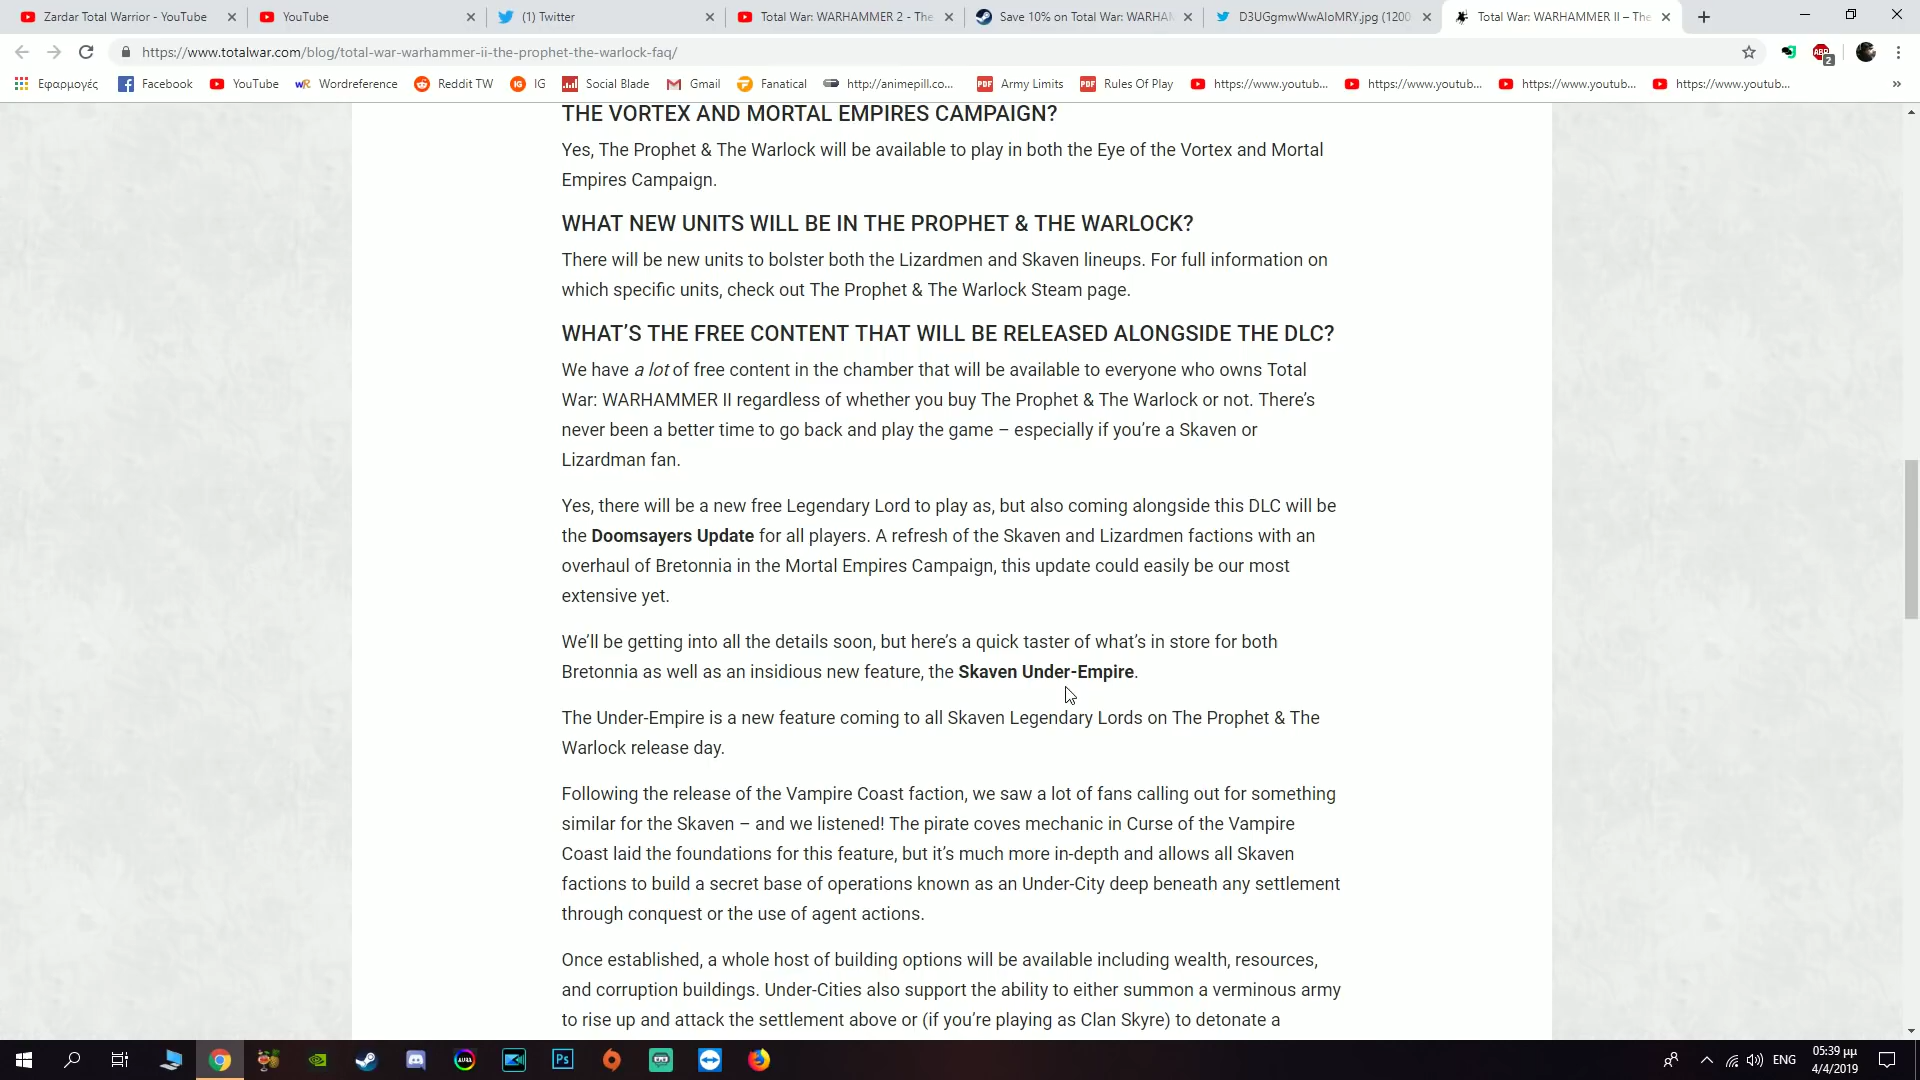 Zardar Total Warrior - YouTube
YouTube
(1) Twitter
Total War: WARHAMMER 2 - The
Save 10% on Total War: WARHAM
D3UGgmwWwAIoMRY.jpg (1200
Total War: WARHAMMER II – The
https://www.totalwar.com/blog/total-war-warhammer-ii-the-prophet-the-warlock-faq/
ABP
2
Εφαρμογές
Facebook
YouTube
Wordreference
Reddit TW
IG
Social Blade
Gmail
Fanatical
http://animepill.co...
Army Limits
Rules Of Play
https://www.youtub...
https://www.youtub...
https://www.youtub...
https://www.youtub...
»
THE VORTEX AND MORTAL EMPIRES CAMPAIGN?
Yes, The Prophet & The Warlock will be available to play in both the Eye of the Vortex and Mortal
Empires Campaign.
WHAT NEW UNITS WILL BE IN THE PROPHET & THE WARLOCK?
There will be new units to bolster both the Lizardmen and Skaven lineups. For full information on
which specific units, check out The Prophet & The Warlock Steam page.
WHAT'S THE FREE CONTENT THAT WILL BE RELEASED ALONGSIDE THE DLC?
We have a lot of free content in the chamber that will be available to everyone who owns Total
War: WARHAMMER II regardless of whether you buy The Prophet & The Warlock or not. There's
never been a better time to go back and play the game – especially if you're a Skaven or
Lizardman fan.
Yes, there will be a new free Legendary Lord to play as, but also coming alongside this DLC will be
the Doomsayers Update for all players. A refresh of the Skaven and Lizardmen factions with an
overhaul of Bretonnia in the Mortal Empires Campaign, this update could easily be our most
extensive yet.
We'll be getting into all the details soon, but here's a quick taster of what's in store for both
Bretonnia as well as an insidious new feature, the Skaven Under-Empire.
The Under-Empire is a new feature coming to all Skaven Legendary Lords on The Prophet & The
Warlock release day.
Following the release of the Vampire Coast faction, we saw a lot of fans calling out for something
similar for the Skaven – and we listened! The pirate coves mechanic in Curse of the Vampire
Coast laid the foundations for this feature, but it's much more in-depth and allows all Skaven
factions to build a secret base of operations known as an Under-City deep beneath any settlement
through conquest or the use of agent actions.
Once established, a whole host of building options will be available including wealth, resources,
and corruption buildings. Under-Cities also support the ability to either summon a verminous army
to rise up and attack the settlement above or (if you're playing as Clan Skyre) to detonate a
Ps
ENG
05:39 μμ
4/4/2019